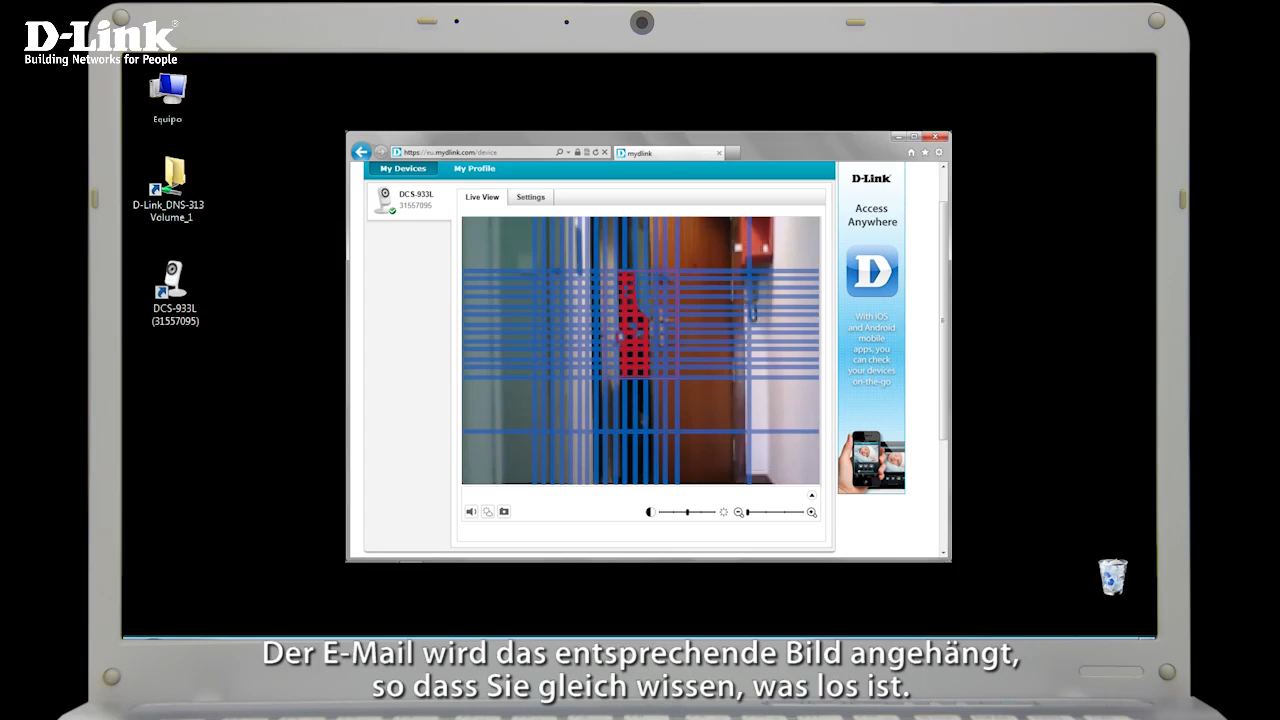 D-Link®
Building Networks for People
Equipo
D-Link_DNS-313
Volume_1
DCS-933L
(31557095)
https://eu.mydlink.com/device
mydlink
My Devices
My Profile
DCS-933L
31557095
Live View
Settings
D-Link
Access
Anywhere
D
With iOS
and Android
mobile
apps, you
can check
your devices
on-the-go
Der E-Mail wird das entsprechende Bild angehängt,
so dass Sie gleich wissen, was los ist.